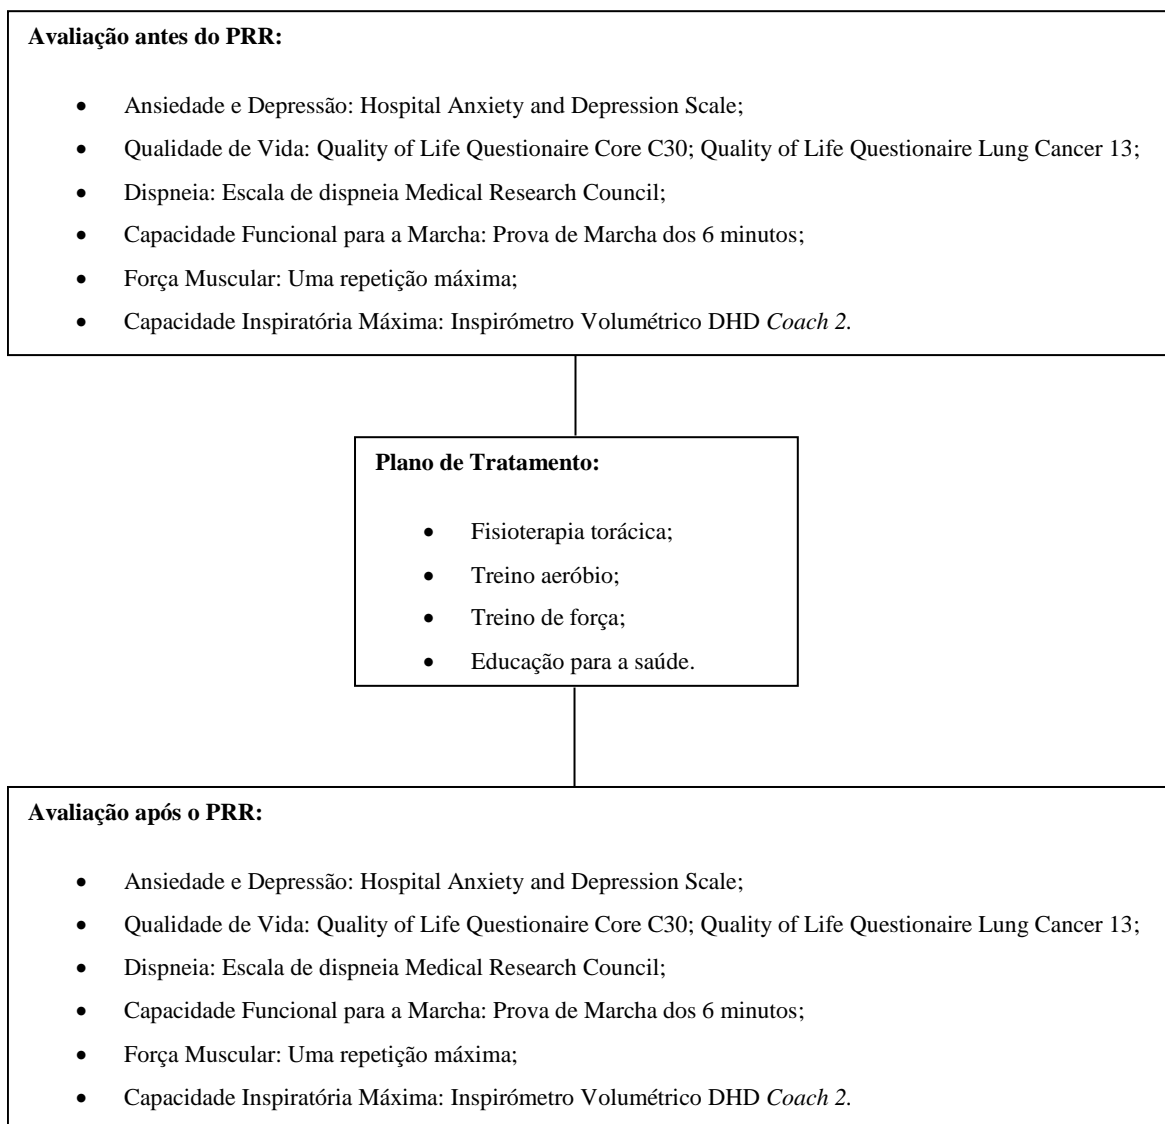 Avaliação antes do PRR:
• Ansiedade e Depressão: Hospital Anxiety and Depression Scale;
• Qualidade de Vida: Quality of Life Questionaire Core C30; Quality of Life Questionaire Lung Cancer 13;
• Dispneia: Escala de dispneia Medical Research Council;
• Capacidade Funcional para a Marcha: Prova de Marcha dos 6 minutos;
• Força Muscular: Uma repetição máxima;
• Capacidade Inspiratória Máxima: Inspirómetro Volumétrico DHD Coach 2.
Plano de Tratamento:
• Fisioterapia torácica;
• Treino aeróbio;
• Treino de força;
• Educação para a saúde.
Avaliação após o PRR:
• Ansiedade e Depressão: Hospital Anxiety and Depression Scale;
• Qualidade de Vida: Quality of Life Questionaire Core C30; Quality of Life Questionaire Lung Cancer 13;
• Dispneia: Escala de dispneia Medical Research Council;
• Capacidade Funcional para a Marcha: Prova de Marcha dos 6 minutos;
• Força Muscular: Uma repetição máxima;
• Capacidade Inspiratória Máxima: Inspirómetro Volumétrico DHD Coach 2.